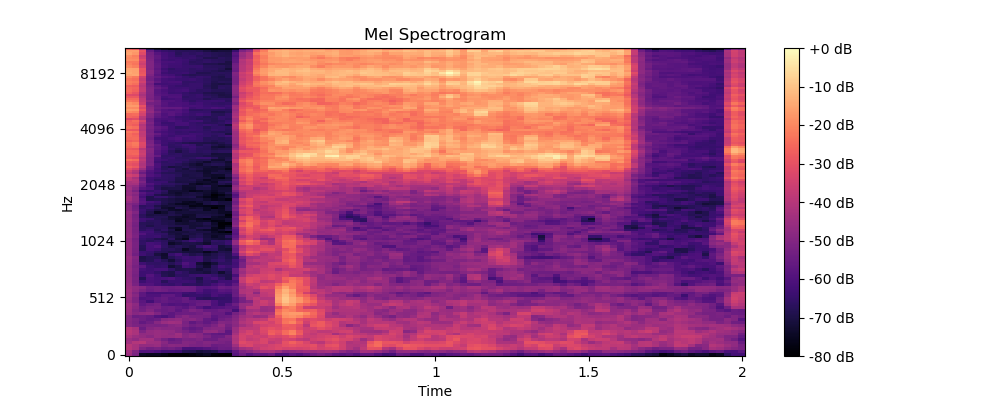 Mel Spectrogram
+0 dB
8192
-10 dB
-20 dB
4096
-30 dB
2048
Hz
-40 dB
1024
-50 dB
-60 dB
512
-70 dB
0
-80 dB
0 0.5 1 1.5 2
Time